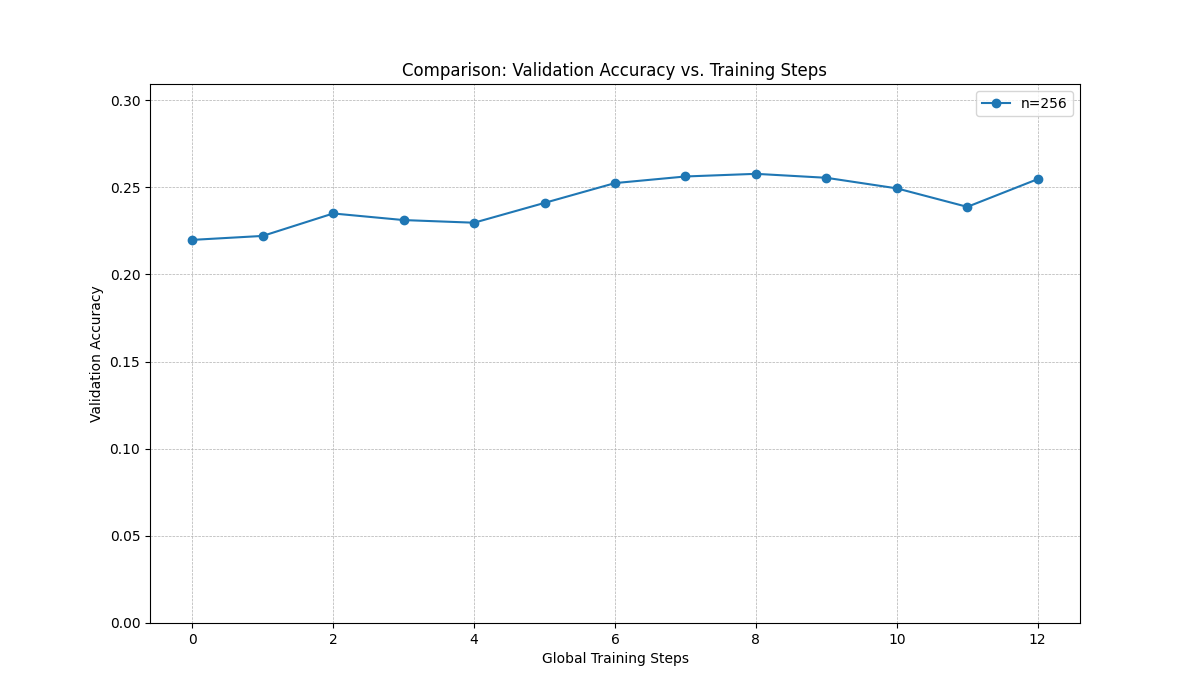 Comparison: Validation Accuracy vs. Training Steps
n=256
0.30
0.25
0.20
0.15
0.10
0.05
0.00
Validation Accuracy
0 2 4 6 8 10 12
Global Training Steps